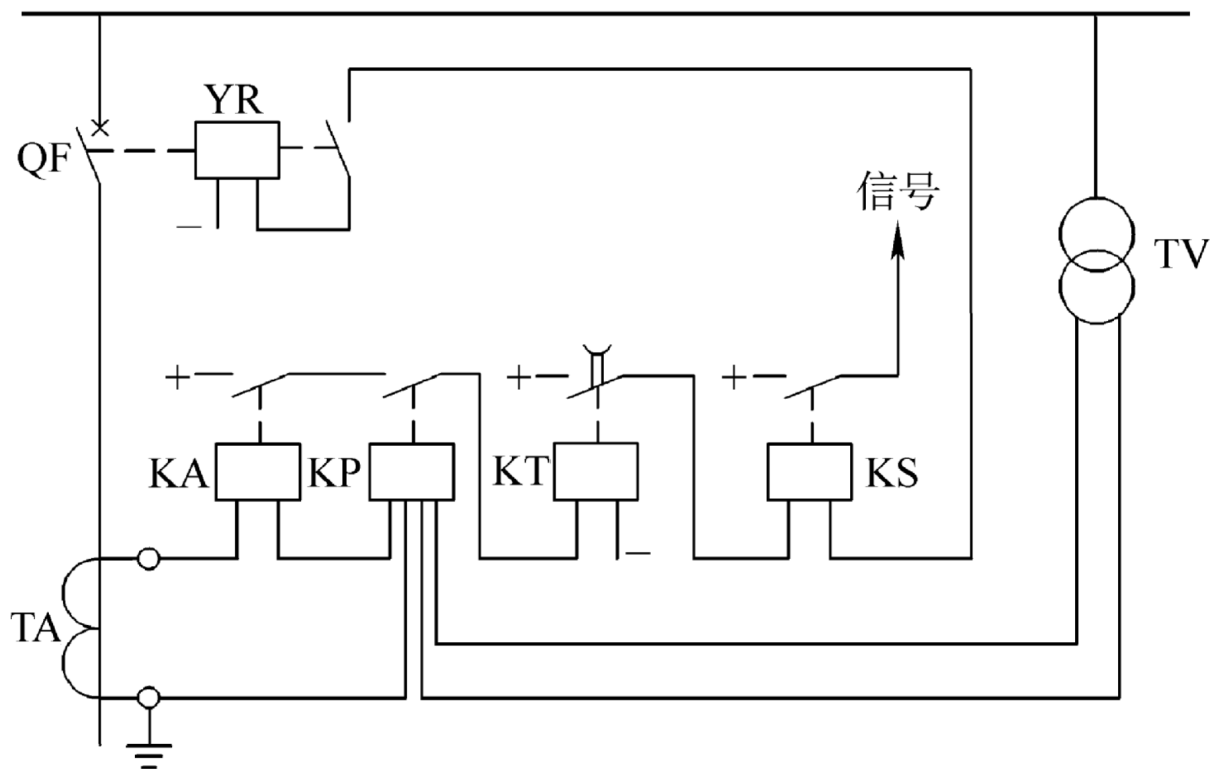 YR
QF
信号
TV
+
+
+
KA
KP
KT
KS
TA